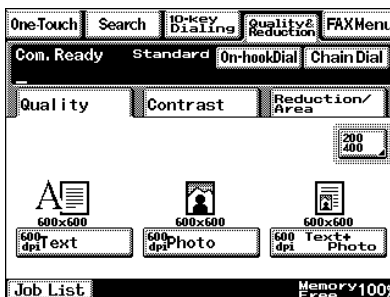 One-Touch Search 10-key Dialing Quality& Reduction FAXMenu
Com. Ready Standard On-hookDial Chain Dial
Quality Contrast Reduction/ Area
200 400
A
600x600 600x600 600x600
600 dpi Text 600 dpi Photo 600 dpi Text+ Photo
Job List Memory Free 100%